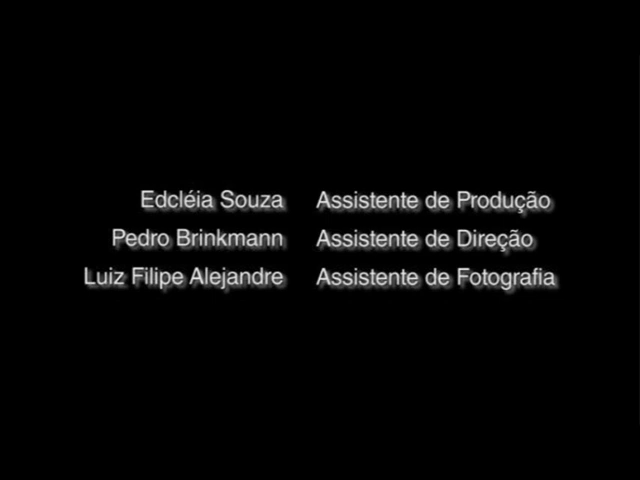 Edcléia Souza Assistente de Produção
Pedro Brinkmann Assistente de Direção
Luiz Filipe Alejandre Assistente de Fotografia